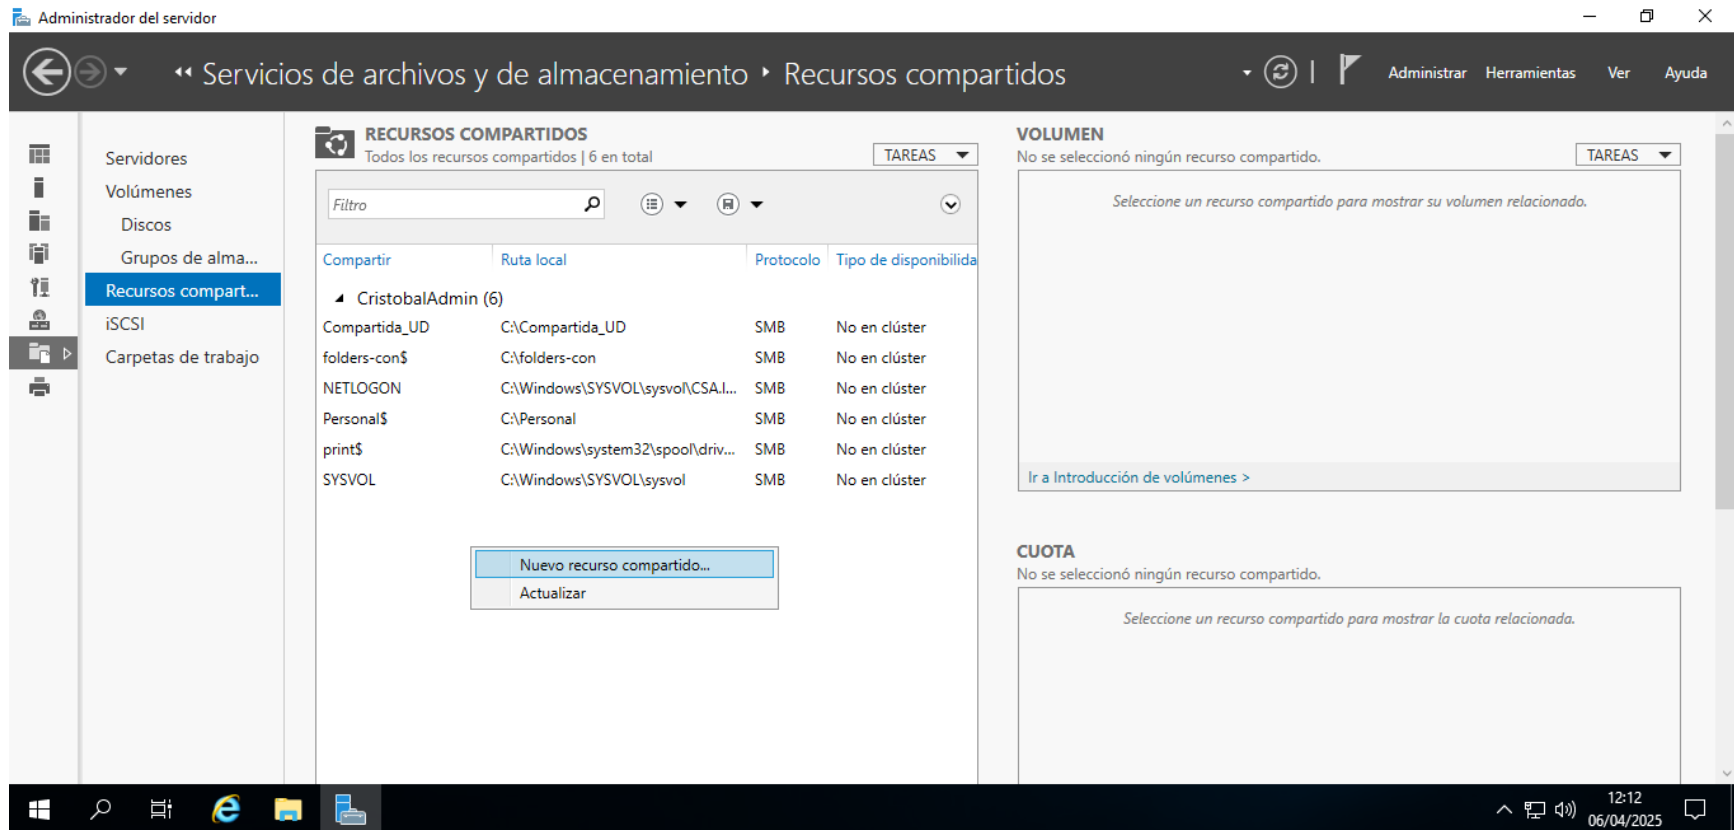 Administrador del servidor
Servicios de archivos y de almacenamiento
Recursos compartidos
Administrar
Herramientas
Ver
Ayuda
Servidores
Volúmenes
Discos
Grupos de alma...
Recursos compart...
iSCSI
Carpetas de trabajo
RECURSOS COMPARTIDOS
Todos los recursos compartidos | 6 en total
TAREAS
Filtro
Compartir Ruta local Protocolo Tipo de disponibilida
CristobalAdmin (6)
Compartida_UD C:\Compartida_UD SMB No en clúster
folders-con$ C:\folders-con SMB No en clúster
NETLOGON C:\Windows\SYSVOL\sysvol\CSA.l... SMB No en clúster
Personal$ C:\Personal SMB No en clúster
print$ C:\Windows\system32\spool\driv... SMB No en clúster
SYSVOL C:\Windows\SYSVOL\sysvol SMB No en clúster
Nuevo recurso compartido...
Actualizar
VOLUMEN
No se seleccionó ningún recurso compartido.
TAREAS
Seleccione un recurso compartido para mostrar su volumen relacionado.
Ir a Introducción de volúmenes >
CUOTA
No se seleccionó ningún recurso compartido.
Seleccione un recurso compartido para mostrar la cuota relacionada.
12:12
06/04/2025